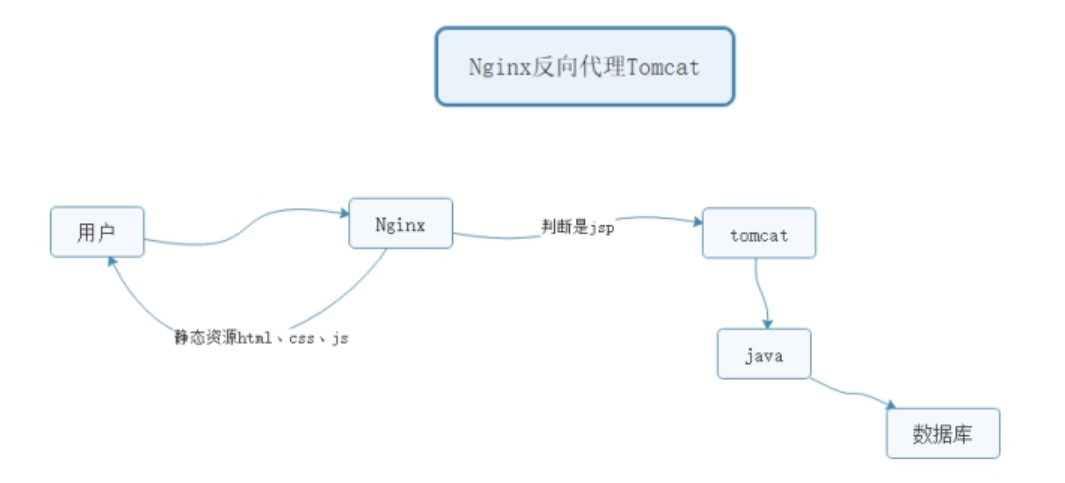 Nginx反向代理Tomcat
用户
Nginx
判断是jsp
tomcat
静态资源html、css、js
java
数据库